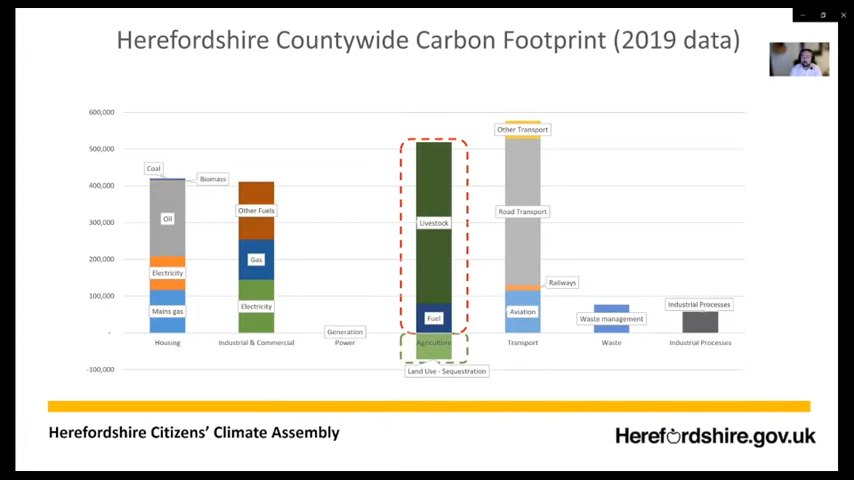 Herefordshire Countywide Carbon Footprint (2019 data)
600,000
500,000
400,000
300,000
200,000
100,000
-
-100,000
Coal
Biomass
Oil
Electricity
Mains gas
Other Fuels
Gas
Electricity
Generation
Power
Livestock
Fuel
Land Use - Sequestration
Other Transport
Road Transport
Railways
Aviation
Waste management
Industrial Processes
Housing
Industrial & Commercial
Agriculture
Transport
Waste
Industrial Processes
Herefordshire Citizens' Climate Assembly
Herefordshire.gov.uk